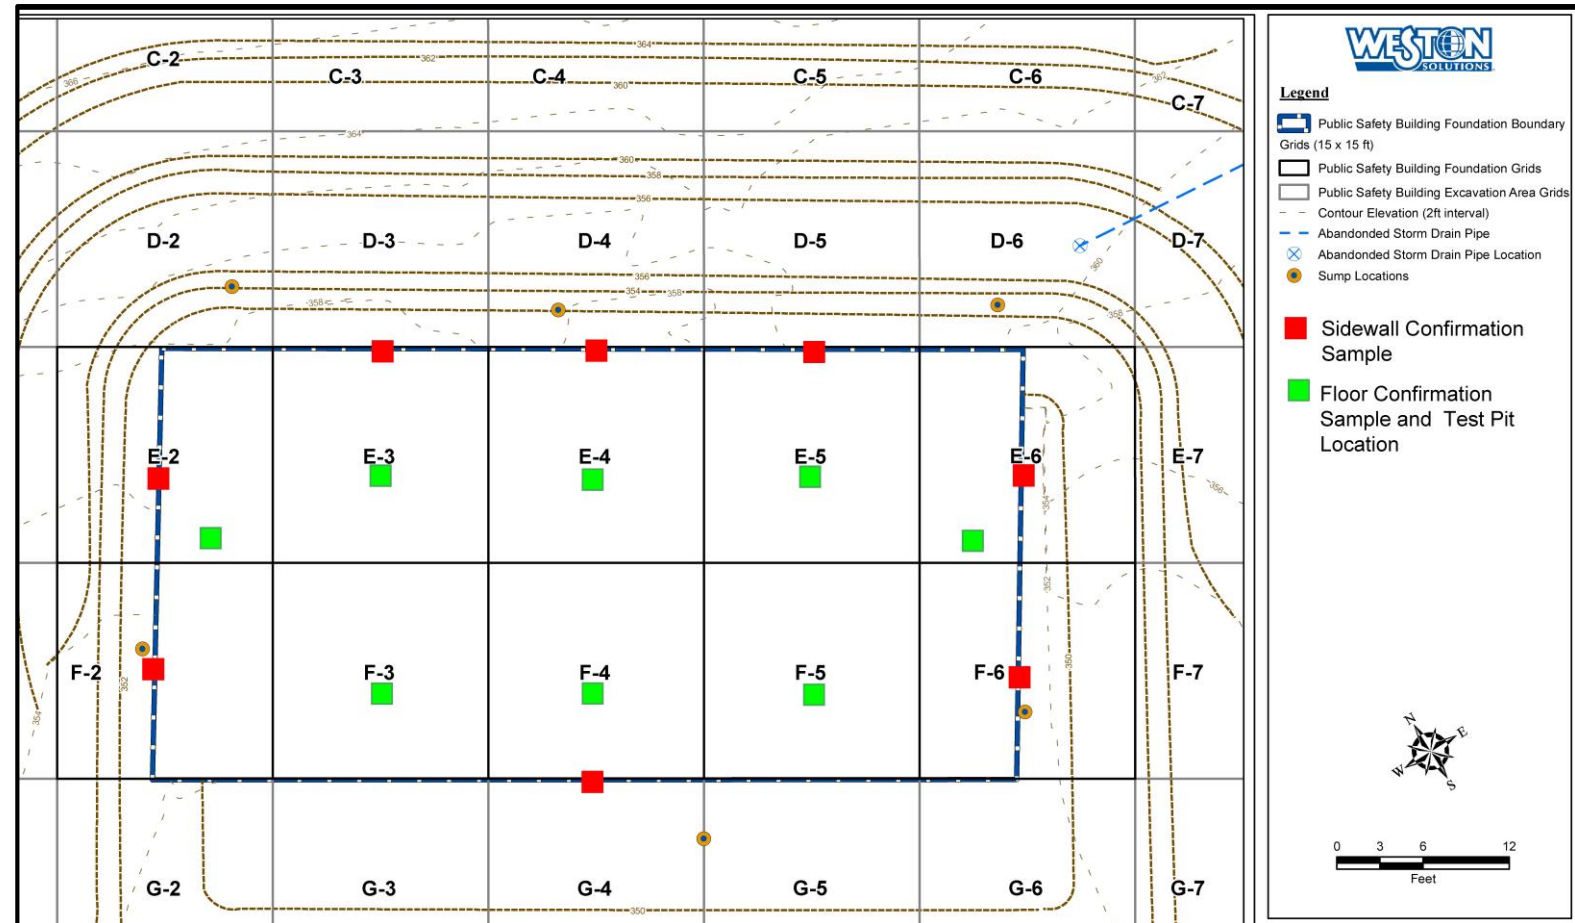 C-2
C-3
C-4
C-5
C-6
C-7
364
362
366
360
362
364
360
358
356
D-2
D-3
D-4
D-5
D-6
D-7
360
356
354
358
358
358
E-2
E-3
E-4
E-5
E-6
E-7
356
354
352
F-2
F-3
F-4
F-5
F-6
F-7
350
352
354
G-2
G-3
G-4
G-5
G-6
G-7
350
WESTON
SOLUTIONS
Legend
Public Safety Building Foundation Boundary
Grids (15 x 15 ft)
Public Safety Building Foundation Grids
Public Safety Building Excavation Area Grids
Contour Elevation (2ft interval)
Abandonded Storm Drain Pipe
Abandonded Storm Drain Pipe Location
Sump Locations
Sidewall Confirmation
Sample
Floor Confirmation
Sample and Test Pit
Location
N
E
W
S
0 3 6 12
Feet